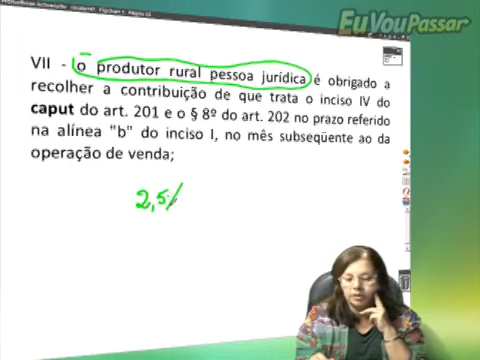 EuVouPassar
VII - o produtor rural pessoa jurídica é obrigado a
recolher a contribuição de que trata o inciso IV do
caput do art. 201 e o § 8º do art. 202 no prazo referido
na alínea "b" do inciso I, no mês subseqüente ao da
operação de venda;
2,5%
EuVouPassar